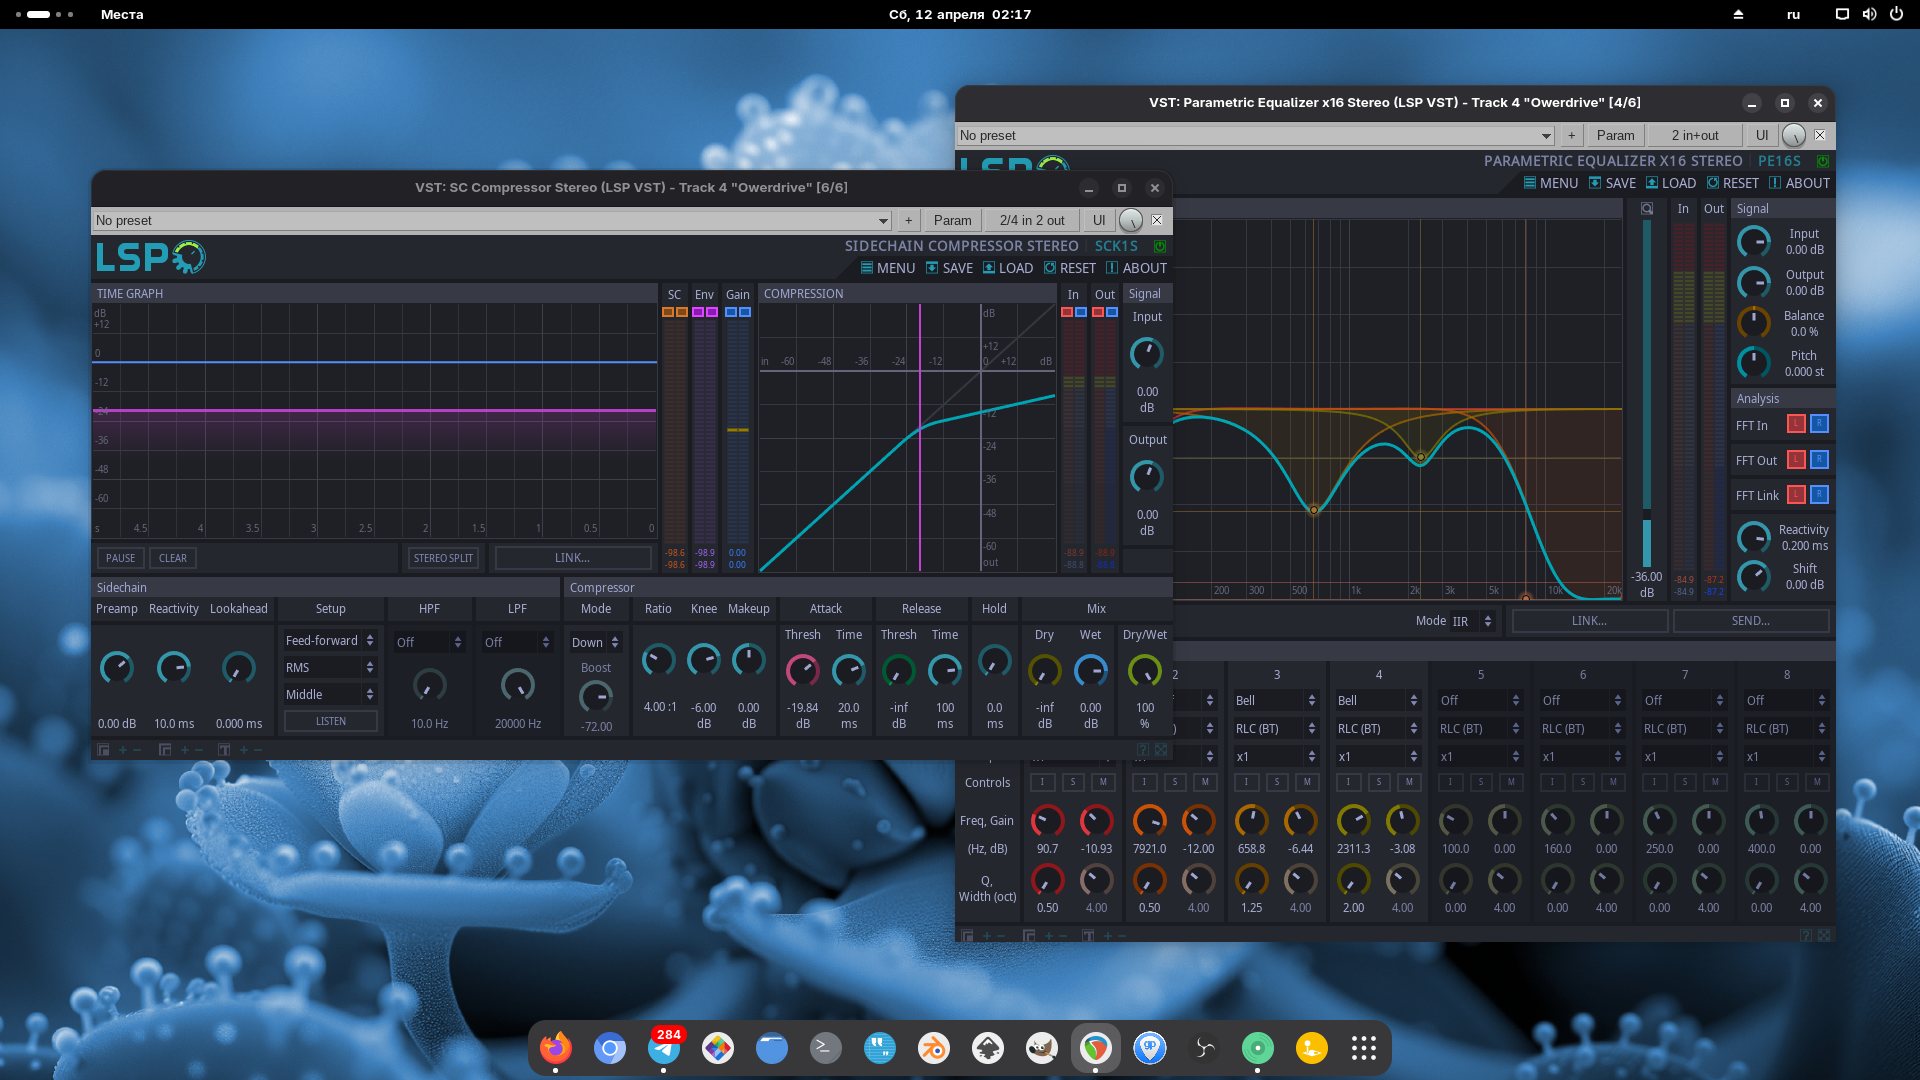 Места
Сб, 12 апреля 02:17
ru
VST: Parametric Equalizer x16 Stereo (LSP VST) - Track 4 "Owerdrive" [4/6]
No preset
+
Param
2 in+out
UI
PARAMETRIC EQUALIZER X16 STEREO PE16S
MENU SAVE LOAD RESET ABOUT
In Out Signal
Input
0.00 dB
Output
0.00 dB
Balance
0.0 %
Pitch
0.000 st
Analysis
FFT In L R
FFT Out L R
FFT Link L R
Reactivity
0.200 ms
Shift
0.00 dB
-36.00
dB
-84.9 -87.2
-84.9 -87.2
200 300 500 1k 2k 3k 5k 10k 20k
Mode IIR
LINK...
SEND...
2 3 4 5 6 7 8
Bell Bell Off Off Off Off
RLC (BT) RLC (BT) RLC (BT) RLC (BT) RLC (BT) RLC (BT)
x1 x1 x1 x1 x1 x1
Controls I S M I S M I S M I S M I S M I S M I S M I S M
Freq, Gain
(Hz, dB) 90.7 -10.93 7921.0 -12.00 658.8 -6.44 2311.3 -3.08 100.0 0.00 160.0 0.00 250.0 0.00 400.0 0.00
Q,
Width (oct)
0.50 4.00 0.50 4.00 1.25 4.00 2.00 4.00 0.00 4.00 0.00 4.00 0.00 4.00 0.00 4.00
VST: SC Compressor Stereo (LSP VST) - Track 4 "Owerdrive" [6/6]
No preset
+
Param
2/4 in 2 out
UI
LSP
SIDECHAIN COMPRESSOR STEREO SCK1S
MENU SAVE LOAD RESET ABOUT
TIME GRAPH
SC Env Gain
COMPRESSION
In Out Signal
dB
+12
0
-12
-24
-36
-48
-60
s 4.5 4 3.5 3 2.5 2 1.5 1 0.5 0
-98.6 -98.9 0.00
-98.6 -98.9 0.00
dB
+12
in -60 -48 -36 -24 -12 0 +12 dB
-12
-24
-36
-48
-60
out
-88.9 -88.9
-88.8 -88.9
Input
0.00
dB
Output
0.00
dB
PAUSE
CLEAR
STEREO SPLIT
LINK...
Sidechain
Compressor
Preamp Reactivity Lookahead Setup HPF LPF Mode Ratio Knee Makeup Attack Release Hold Mix
Feed-forward
RMS
Middle
LISTEN
Off Off
Down
Boost
Thresh Time Thresh Time Dry Wet Dry/Wet
0.00 dB 10.0 ms 0.000 ms
10.0 Hz 20000 Hz -72.00
4.00 :1 -6.00
dB 0.00
dB
-19.84
dB 20.0
ms -inf
dB 100
ms 0.0
ms -inf
dB 0.00
dB 100
%
284